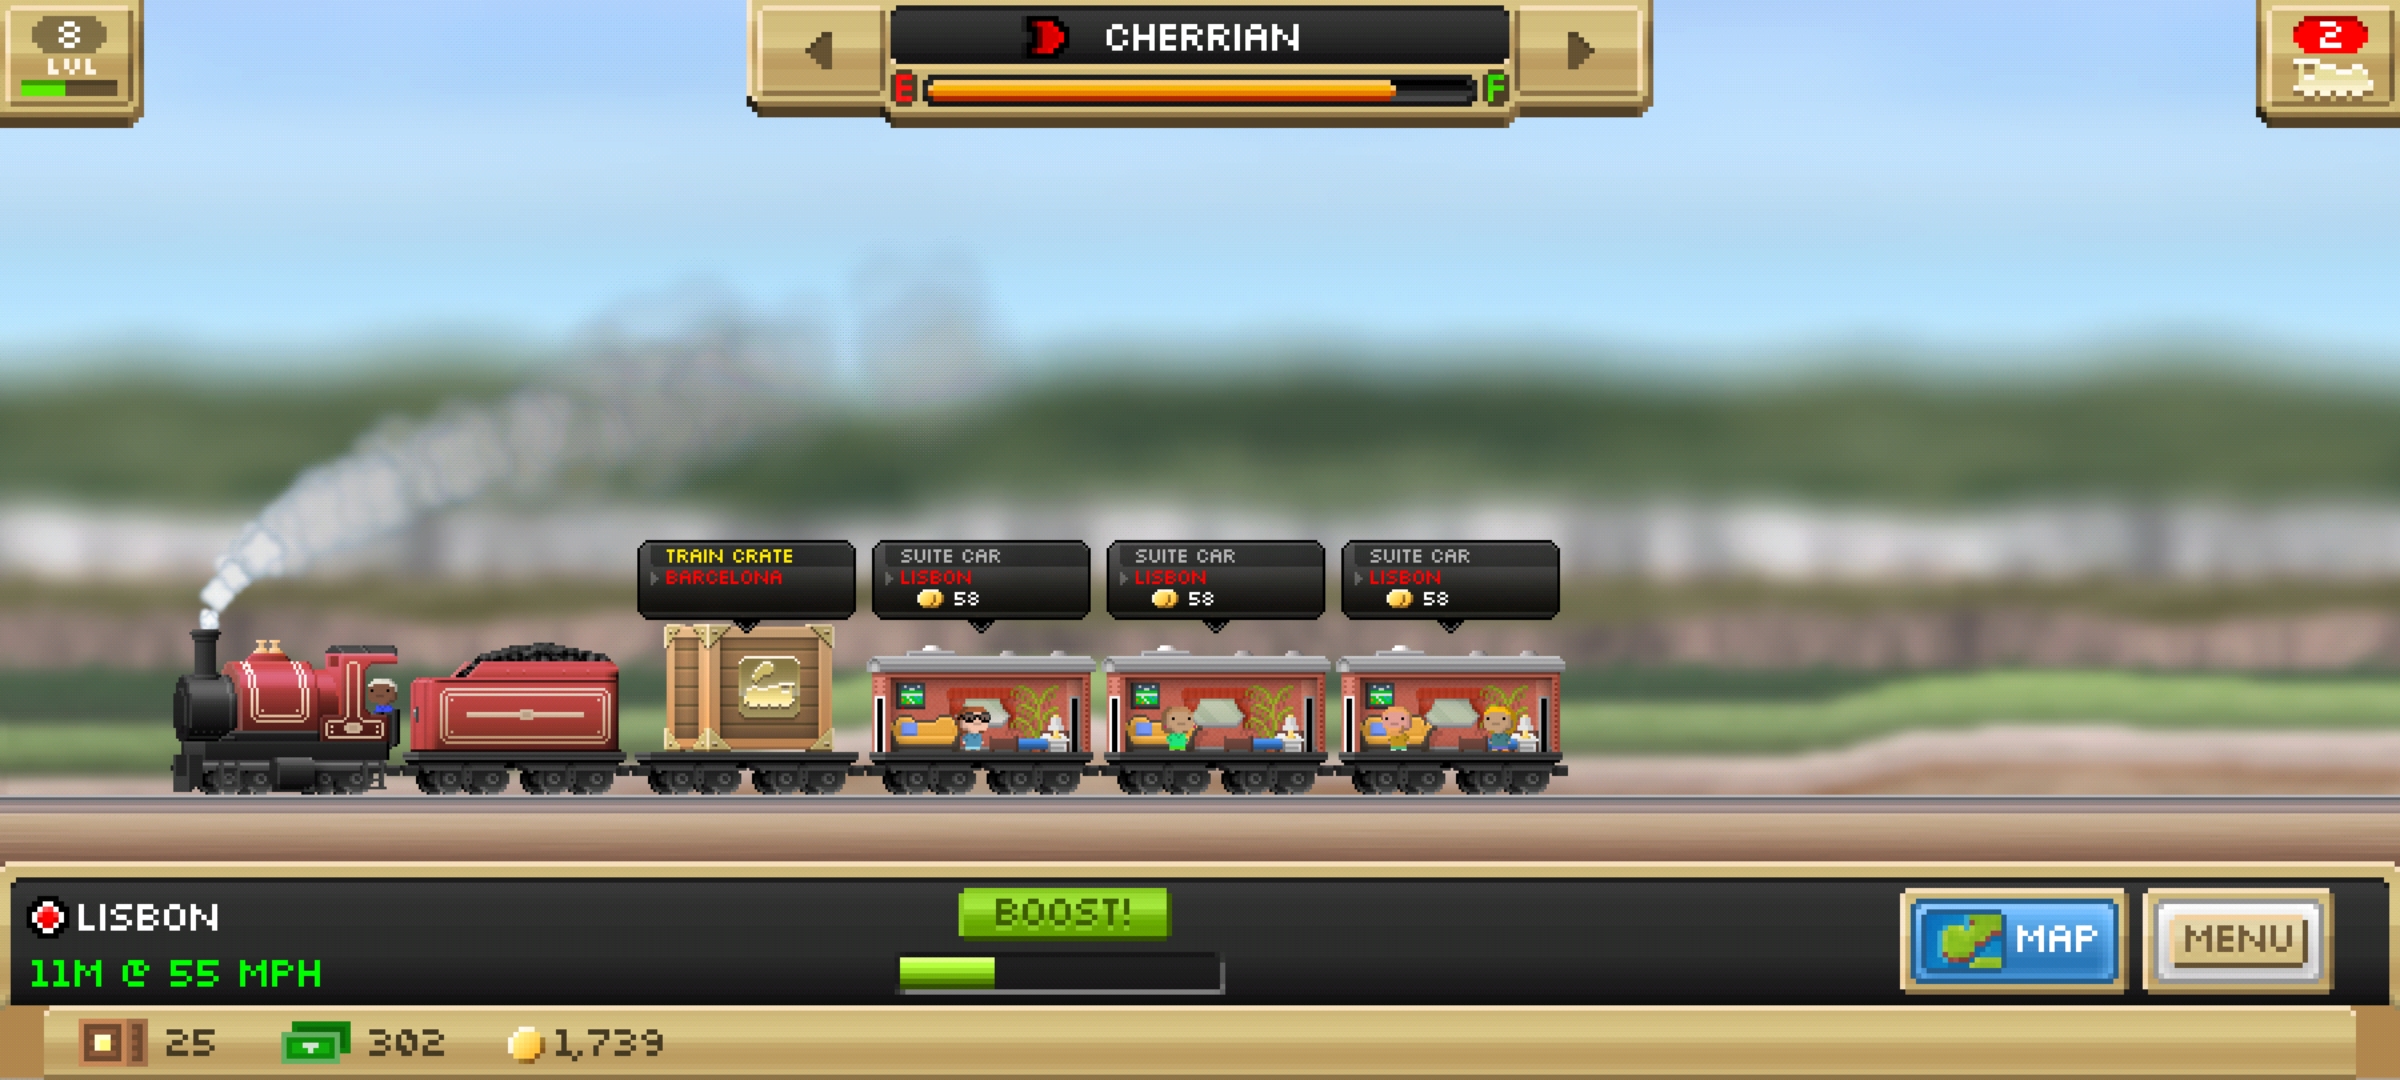 8
LVL
CHERRIAN
E F
2
TRAIN CRATE
BARCELONA
SUITE CAR
LISBON
58
SUITE CAR
LISBON
58
SUITE CAR
LISBON
58
LISBON
11M @ 55 MPH
BOOST!
MAP
MENU
25 302 1,739